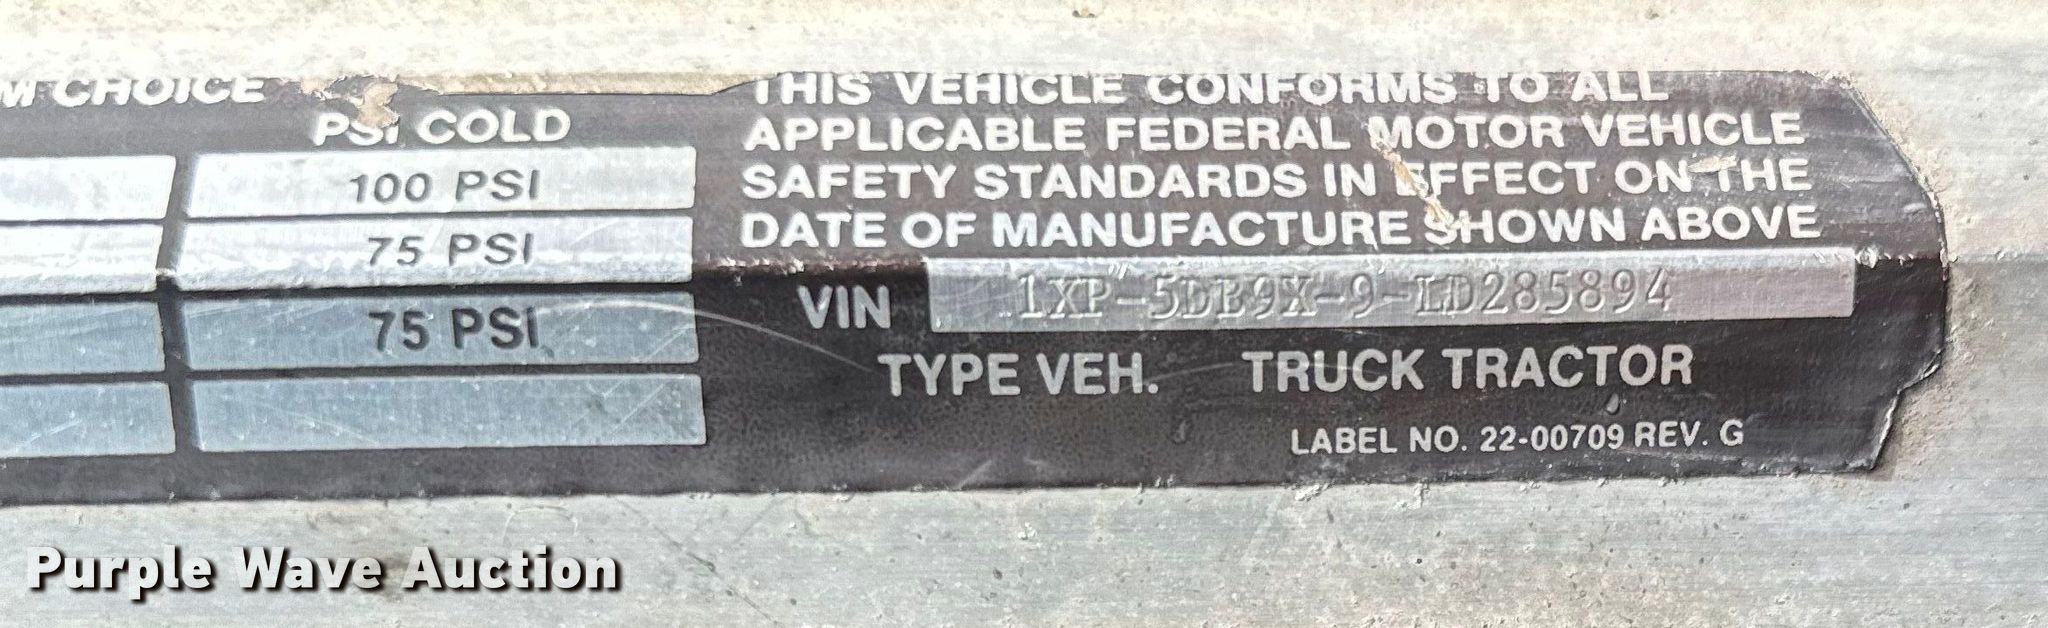 M CHOICE
PSI COLD
100 PSI
75 PSI
75 PSI
THIS VEHICLE CONFORMS TO ALL
APPLICABLE FEDERAL MOTOR VEHICLE
SAFETY STANDARDS IN EFFECT ON THE
DATE OF MANUFACTURE SHOWN ABOVE
VIN 1XP-5DB9X-9-LD285894
TYPE VEH. TRUCK TRACTOR
LABEL NO. 22-00709 REV. G
Purple Wave Auction